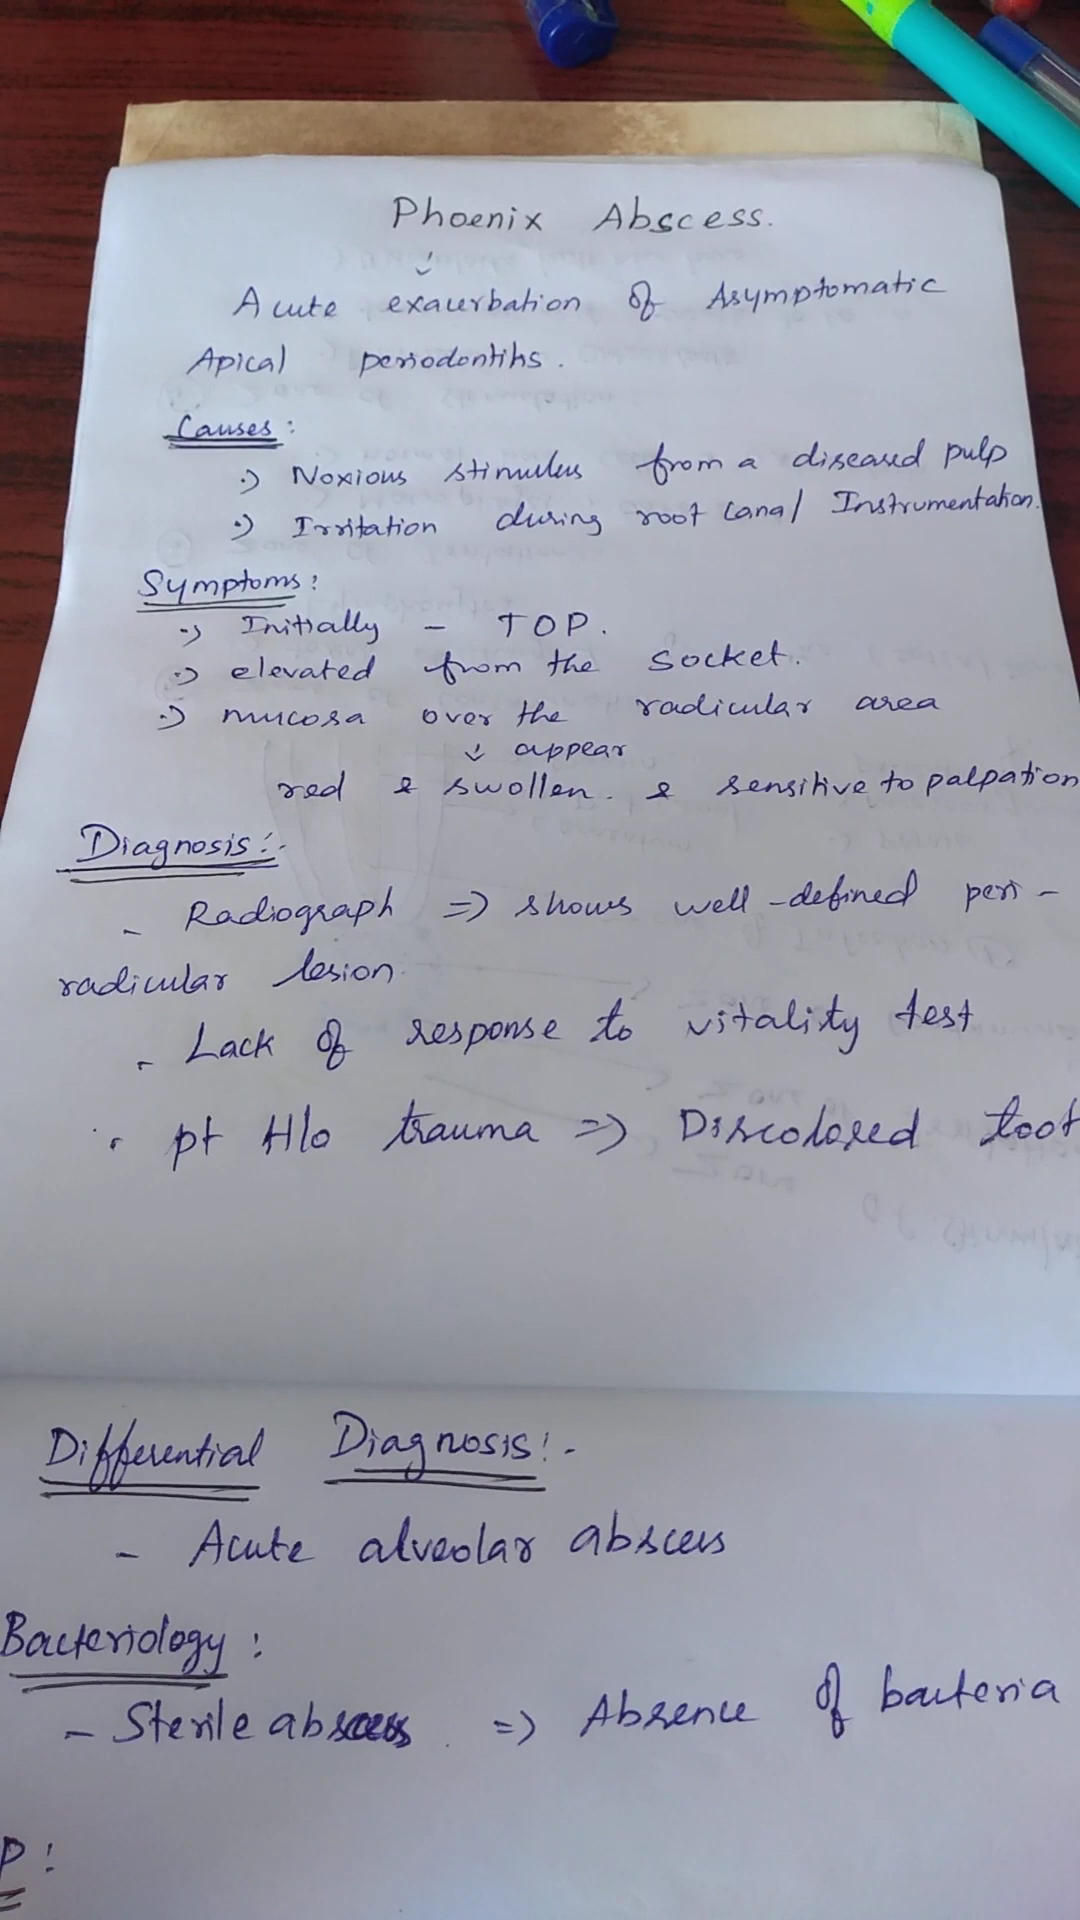 Phoenix Abscess.
Acute exacerbation of Asymptomatic
Apical periodontitis.
Causes:
Noxious stimulus from a diseased pulp
Irritation during root canal Instrumentation.
Symptoms:
Initially - TOP.
elevated from the socket.
mucosa over the radicular area
↓ appear
red & swollen. & sensitive to palpation
Diagnosis:-
- Radiograph => shows well-defined peri-
radicular lesion.
- Lack of response to vitality test
pt H/o trauma => Discolored toot
Differential Diagnosis:-
- Acute alveolar abscess
Bacteriology:
- Sterile abscess. => Absence of bacteria
P: